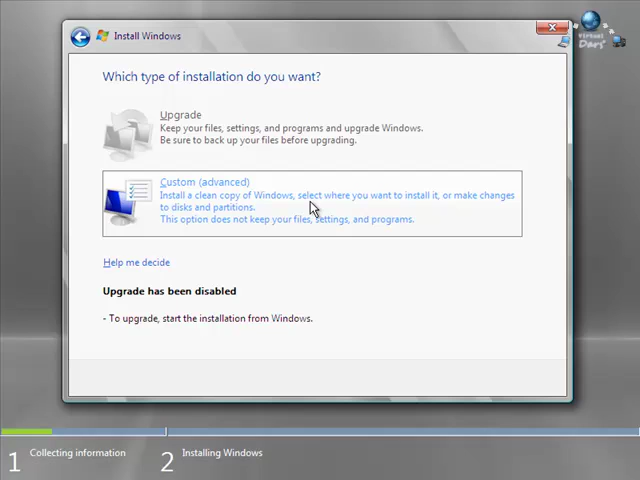 Install Windows
Virtual
Dars
Which type of installation do you want?
Upgrade
Keep your files, settings, and programs and upgrade Windows.
Be sure to back up your files before upgrading.
Custom (advanced)
Install a clean copy of Windows, select where you want to install it, or make changes
to disks and partitions.
This option does not keep your files, settings, and programs.
Help me decide
Upgrade has been disabled
- To upgrade, start the installation from Windows.
1 Collecting information
2 Installing Windows